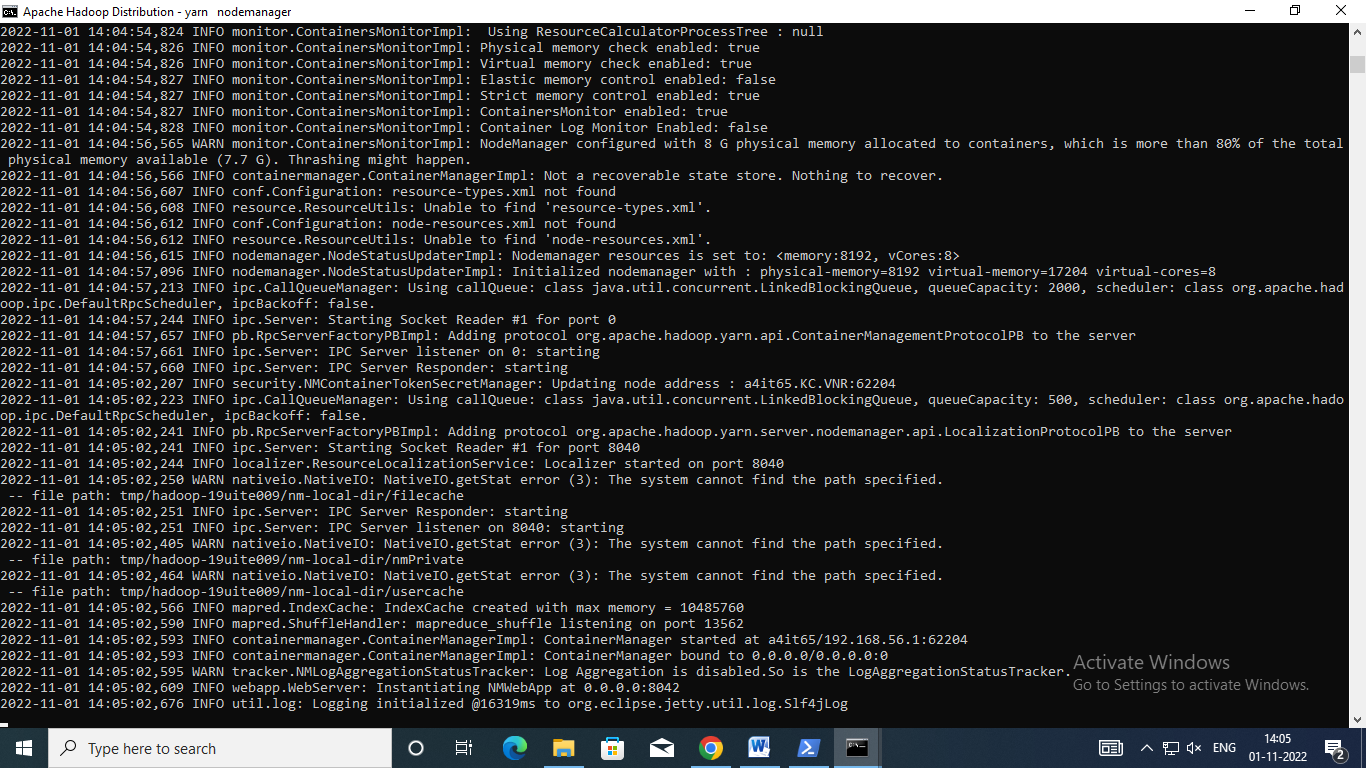 Apache Hadoop Distribution - yarn   nodemanager
2022-11-01 14:04:54,824 INFO monitor.ContainersMonitorImpl:  Using ResourceCalculatorProcessTree : null
2022-11-01 14:04:54,826 INFO monitor.ContainersMonitorImpl: Physical memory check enabled: true
2022-11-01 14:04:54,826 INFO monitor.ContainersMonitorImpl: Virtual memory check enabled: true
2022-11-01 14:04:54,827 INFO monitor.ContainersMonitorImpl: Elastic memory control enabled: false
2022-11-01 14:04:54,827 INFO monitor.ContainersMonitorImpl: Strict memory control enabled: true
2022-11-01 14:04:54,827 INFO monitor.ContainersMonitorImpl: ContainersMonitor enabled: true
2022-11-01 14:04:54,828 INFO monitor.ContainersMonitorImpl: Container Log Monitor Enabled: false
2022-11-01 14:04:56,565 WARN monitor.ContainersMonitorImpl: NodeManager configured with 8 G physical memory allocated to containers, which is more than 80% of the total
 physical memory available (7.7 G). Thrashing might happen.
2022-11-01 14:04:56,566 INFO containermanager.ContainerManagerImpl: Not a recoverable state store. Nothing to recover.
2022-11-01 14:04:56,607 INFO conf.Configuration: resource-types.xml not found
2022-11-01 14:04:56,608 INFO resource.ResourceUtils: Unable to find 'resource-types.xml'.
2022-11-01 14:04:56,612 INFO conf.Configuration: node-resources.xml not found
2022-11-01 14:04:56,612 INFO resource.ResourceUtils: Unable to find 'node-resources.xml'.
2022-11-01 14:04:56,615 INFO nodemanager.NodeStatusUpdaterImpl: Nodemanager resources is set to: <memory:8192, vCores:8>
2022-11-01 14:04:57,096 INFO nodemanager.NodeStatusUpdaterImpl: Initialized nodemanager with : physical-memory=8192 virtual-memory=17204 virtual-cores=8
2022-11-01 14:04:57,213 INFO ipc.CallQueueManager: Using callQueue: class java.util.concurrent.LinkedBlockingQueue, queueCapacity: 2000, scheduler: class org.apache.had
oop.ipc.DefaultRpcScheduler, ipcBackoff: false.
2022-11-01 14:04:57,244 INFO ipc.Server: Starting Socket Reader #1 for port 0
2022-11-01 14:04:57,657 INFO pb.RpcServerFactoryPBImpl: Adding protocol org.apache.hadoop.yarn.api.ContainerManagementProtocolPB to the server
2022-11-01 14:04:57,661 INFO ipc.Server: IPC Server listener on 0: starting
2022-11-01 14:04:57,660 INFO ipc.Server: IPC Server Responder: starting
2022-11-01 14:05:02,207 INFO security.NMContainerTokenSecretManager: Updating node address : a4it65.KC.VNR:62204
2022-11-01 14:05:02,223 INFO ipc.CallQueueManager: Using callQueue: class java.util.concurrent.LinkedBlockingQueue, queueCapacity: 500, scheduler: class org.apache.hado
op.ipc.DefaultRpcScheduler, ipcBackoff: false.
2022-11-01 14:05:02,241 INFO pb.RpcServerFactoryPBImpl: Adding protocol org.apache.hadoop.yarn.server.nodemanager.api.LocalizationProtocolPB to the server
2022-11-01 14:05:02,241 INFO ipc.Server: Starting Socket Reader #1 for port 8040
2022-11-01 14:05:02,244 INFO localizer.ResourceLocalizationService: Localizer started on port 8040
2022-11-01 14:05:02,250 WARN nativeio.NativeIO: NativeIO.getStat error (3): The system cannot find the path specified.
 -- file path: tmp/hadoop-19uite009/nm-local-dir/filecache
2022-11-01 14:05:02,251 INFO ipc.Server: IPC Server Responder: starting
2022-11-01 14:05:02,251 INFO ipc.Server: IPC Server listener on 8040: starting
2022-11-01 14:05:02,405 WARN nativeio.NativeIO: NativeIO.getStat error (3): The system cannot find the path specified.
 -- file path: tmp/hadoop-19uite009/nm-local-dir/nmPrivate
2022-11-01 14:05:02,464 WARN nativeio.NativeIO: NativeIO.getStat error (3): The system cannot find the path specified.
 -- file path: tmp/hadoop-19uite009/nm-local-dir/usercache
2022-11-01 14:05:02,566 INFO mapred.IndexCache: IndexCache created with max memory = 10485760
2022-11-01 14:05:02,590 INFO mapred.ShuffleHandler: mapreduce_shuffle listening on port 13562
2022-11-01 14:05:02,593 INFO containermanager.ContainerManagerImpl: ContainerManager started at a4it65/192.168.56.1:62204
2022-11-01 14:05:02,593 INFO containermanager.ContainerManagerImpl: ContainerManager bound to 0.0.0.0/0.0.0.0:0
2022-11-01 14:05:02,595 WARN tracker.NMLogAggregationStatusTracker: Log Aggregation is disabled.So is the LogAggregationStatusTracker.
2022-11-01 14:05:02,609 INFO webapp.WebServer: Instantiating NMWebApp at 0.0.0.0:8042
2022-11-01 14:05:02,676 INFO util.log: Logging initialized @16319ms to org.eclipse.jetty.util.log.Slf4jLog
Activate Windows
Go to Settings to activate Windows.
Type here to search
ENG
14:05
01-11-2022
2